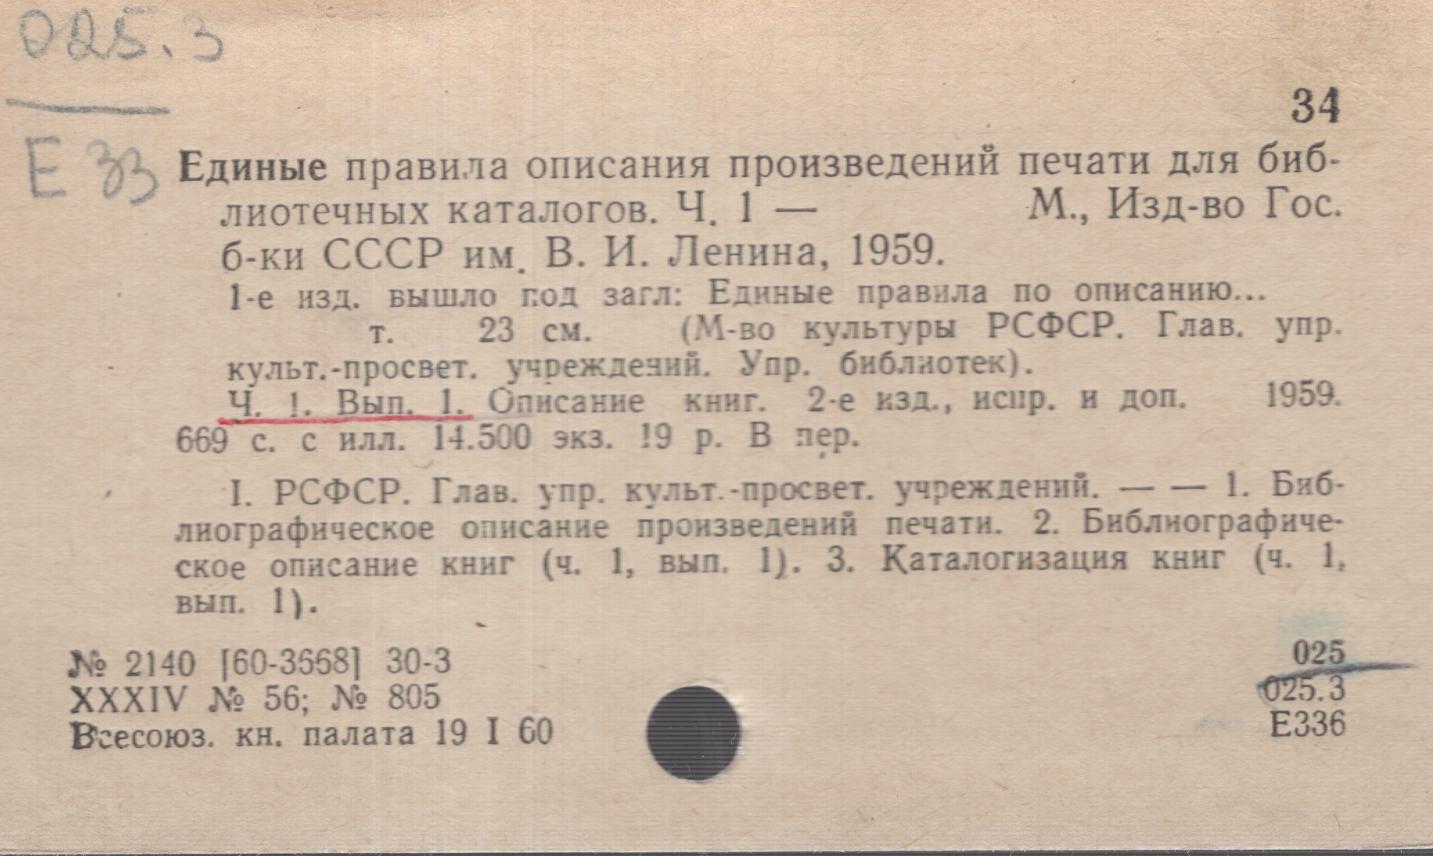 025.3
34
Е 33
Единые правила описания произведений печати для биб-
лиотечных каталогов. Ч. 1 — М., Изд-во Гос.
б-ки СССР им. В. И. Ленина, 1959.
1-е изд. вышло под загл: Единые правила по описанию...
т. 23 см. (М-во культуры РСФСР. Глав. упр.
культ.-просвет. учреждений. Упр. библиотек).
Ч. 1. Вып. 1. Описание книг. 2-е изд., испр. и доп. 1959.
669 с. с илл. 14.500 экз. 19 р. В пер.
I. РСФСР. Глав. упр. культ.-просвет. учреждений. — — 1. Биб-
лиографическое описание произведений печати. 2. Библиографиче-
ское описание книг (ч. 1, вып. 1). 3. Каталогизация книг (ч. 1,
вып. 1).
№ 2140 [60-3668] 30-3
XXXIV № 56; № 805
Всесоюз. кн. палата 19 I 60
025
025.3
Е336